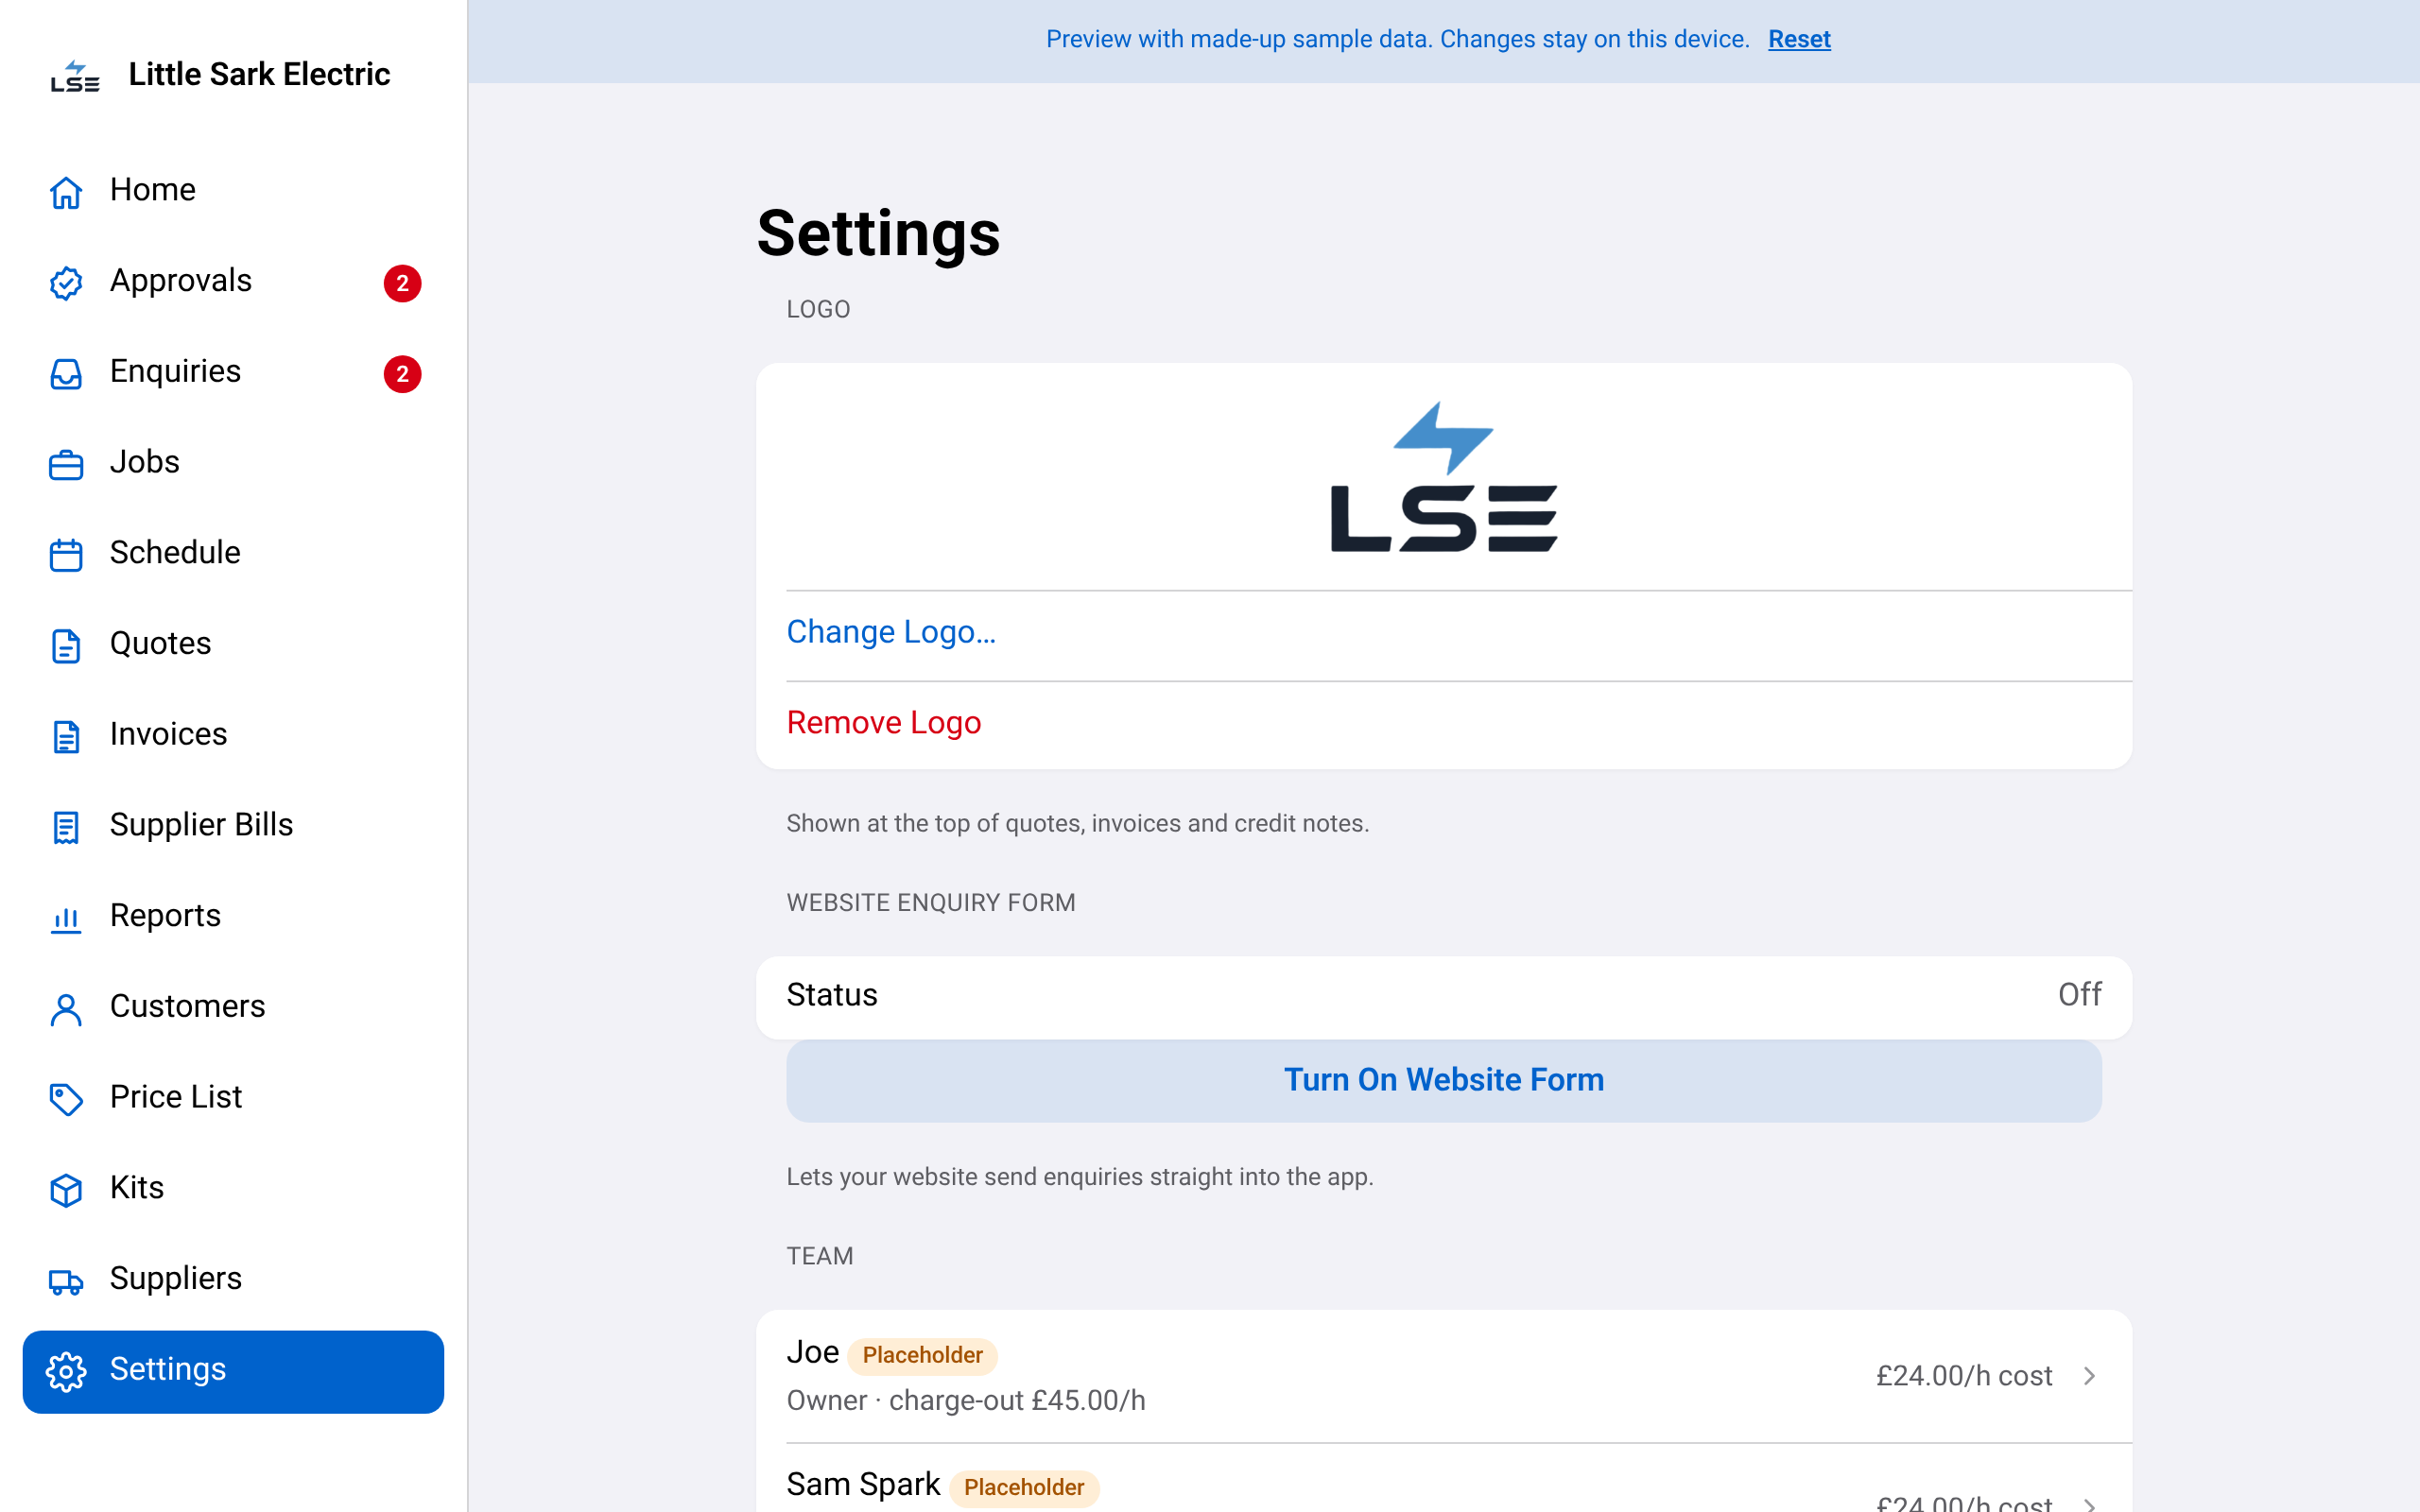 LSE Little Sark Electric
Preview with made-up sample data. Changes stay on this device. Reset
Home
Approvals 2
Enquiries 2
Jobs
Schedule
Quotes
Invoices
Supplier Bills
Reports
Customers
Price List
Kits
Suppliers
Settings
Settings
LOGO
LSE
Change Logo...
Remove Logo
Shown at the top of quotes, invoices and credit notes.
WEBSITE ENQUIRY FORM
Status Off
Turn On Website Form
Lets your website send enquiries straight into the app.
TEAM
Joe Placeholder
Owner · charge-out £45.00/h
£24.00/h cost
Sam Spark Placeholder
£24.00/h cost